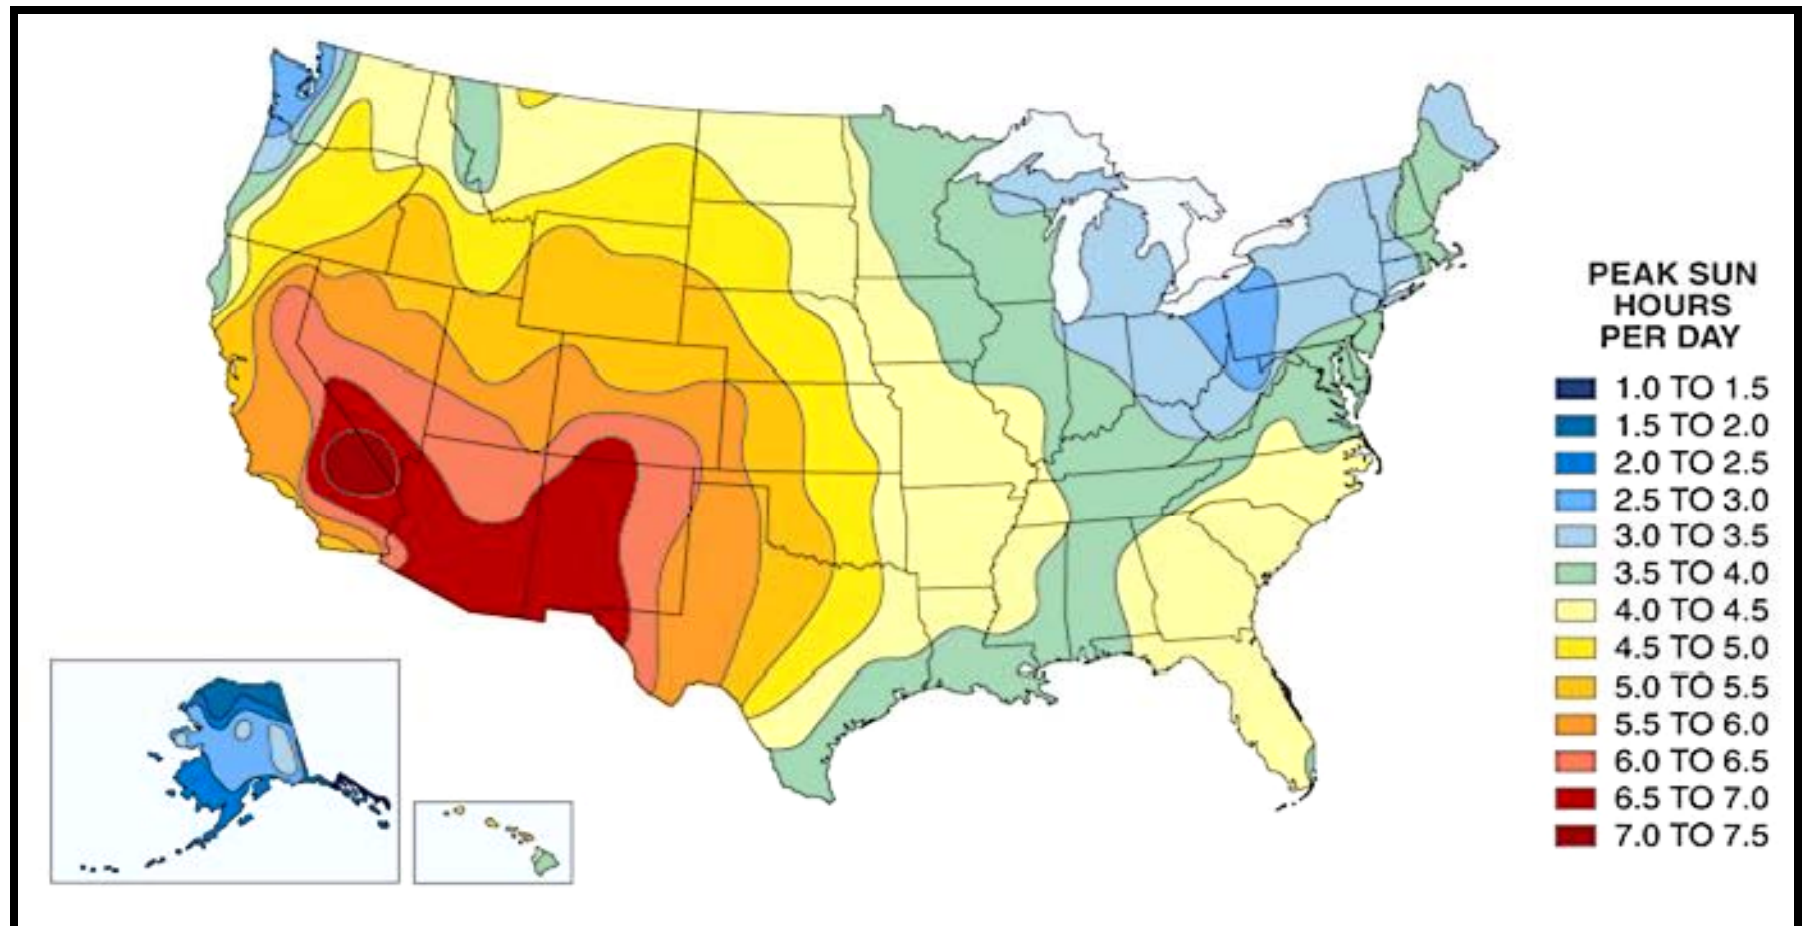 PEAK SUN
HOURS
PER DAY
1.0 TO 1.5
1.5 TO 2.0
2.0 TO 2.5
2.5 TO 3.0
3.0 TO 3.5
3.5 TO 4.0
4.0 TO 4.5
4.5 TO 5.0
5.0 TO 5.5
5.5 TO 6.0
6.0 TO 6.5
6.5 TO 7.0
7.0 TO 7.5